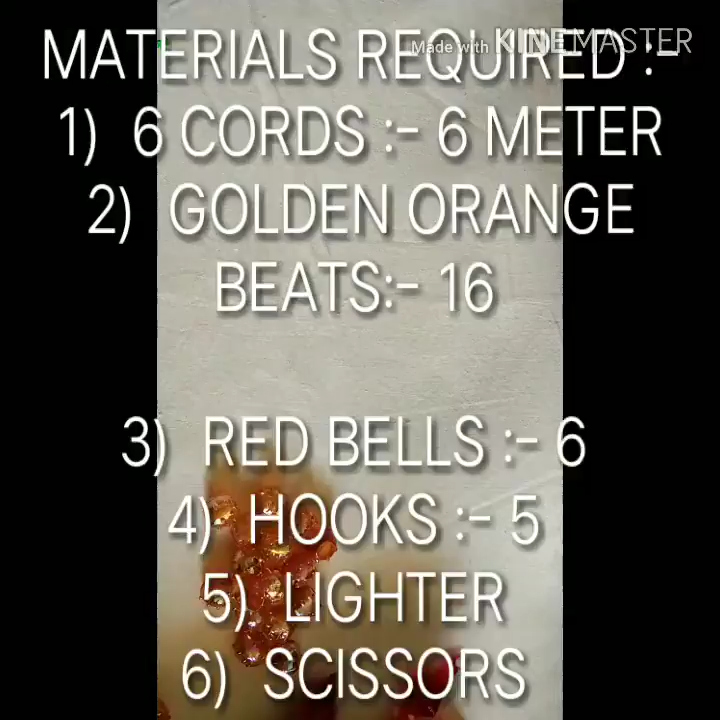 Made with KINEMASTER
MATERIALS REQUIRED :-
1) 6 CORDS :- 6 METER
2) GOLDEN ORANGE
BEATS:- 16
3) RED BELLS :- 6
4) HOOKS :- 5
5) LIGHTER
6) SCISSORS